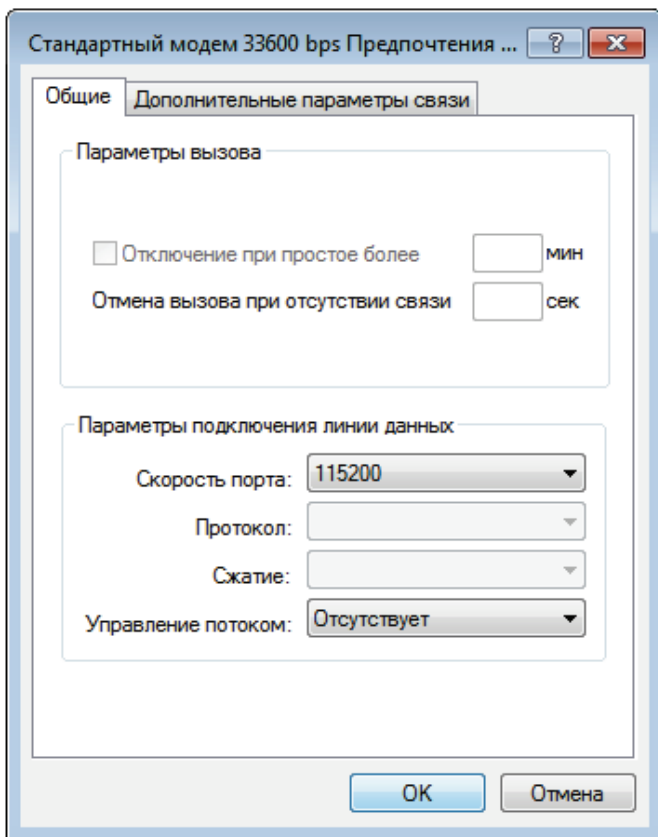 Стандартный модем 33600 bps Предпочтения ...
Общие
Дополнительные параметры связи
Параметры вызова
Отключение при простое более мин
Отмена вызова при отсутствии связи сек
Параметры подключения линии данных
Скорость порта: 115200
Протокол:
Сжатие:
Управление потоком: Отсутствует
OK Отмена